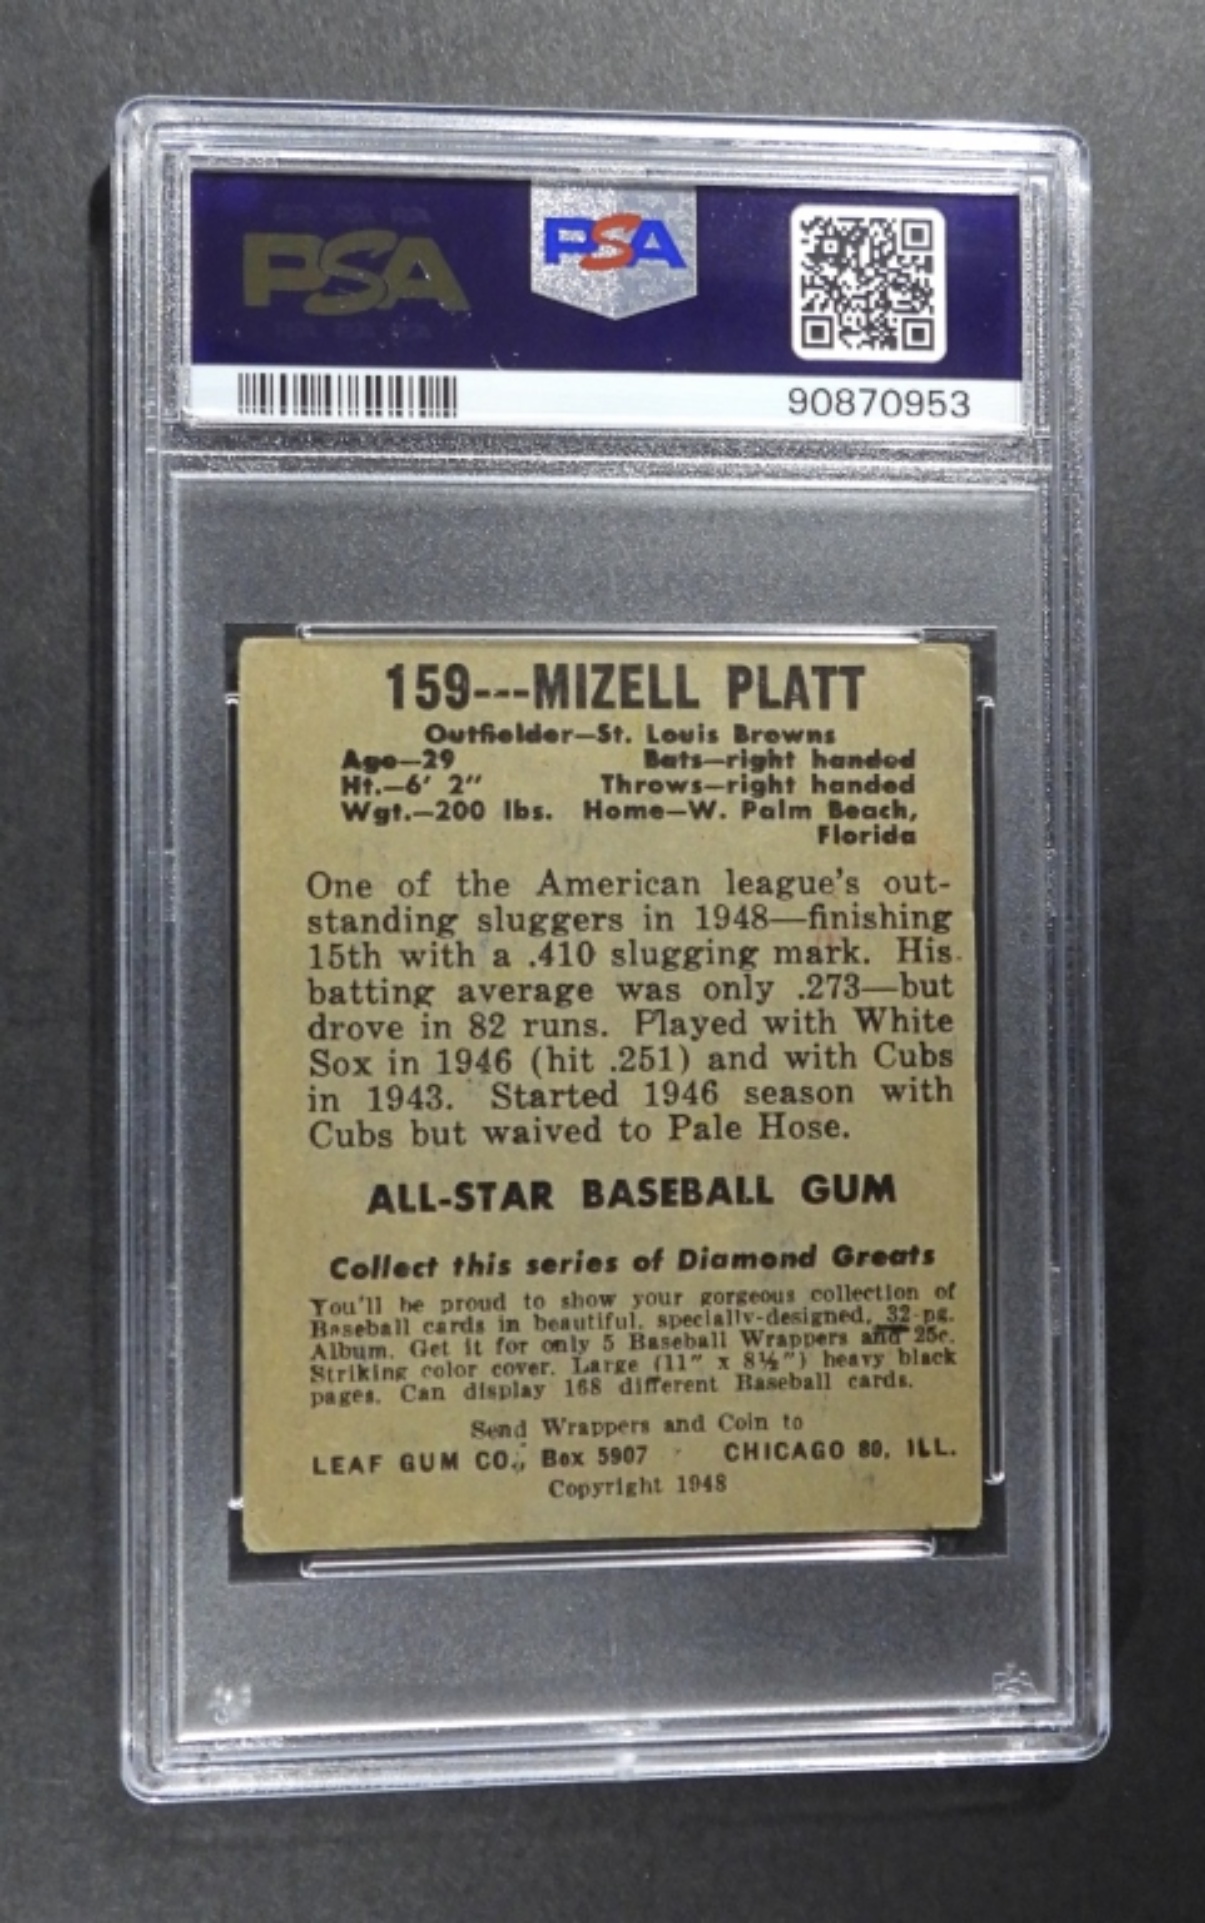 PSA
PSA
90870953
159---MIZELL PLATT
Outfielder—St. Louis Browns
Age—29 Bats—right handed
Ht.—6′ 2″ Throws—right handed
Wgt.—200 lbs. Home—W. Palm Beach,
Florida
One of the American league's out-
standing sluggers in 1948—finishing
15th with a .410 slugging mark. His
batting average was only .273—but
drove in 82 runs. Played with White
Sox in 1946 (hit .251) and with Cubs
in 1943. Started 1946 season with
Cubs but waived to Pale Hose.
ALL-STAR BASEBALL GUM
Collect this series of Diamond Greats
You'll be proud to show your gorgeous collection of
Baseball cards in beautiful, specially-designed, 32-pg.
Album. Get it for only 5 Baseball Wrappers and 25c.
Striking color cover. Large (11″ x 8½″) heavy black
pages. Can display 168 different Baseball cards.
Send Wrappers and Coin to
LEAF GUM CO., Box 5907 CHICAGO 80, ILL.
Copyright 1948